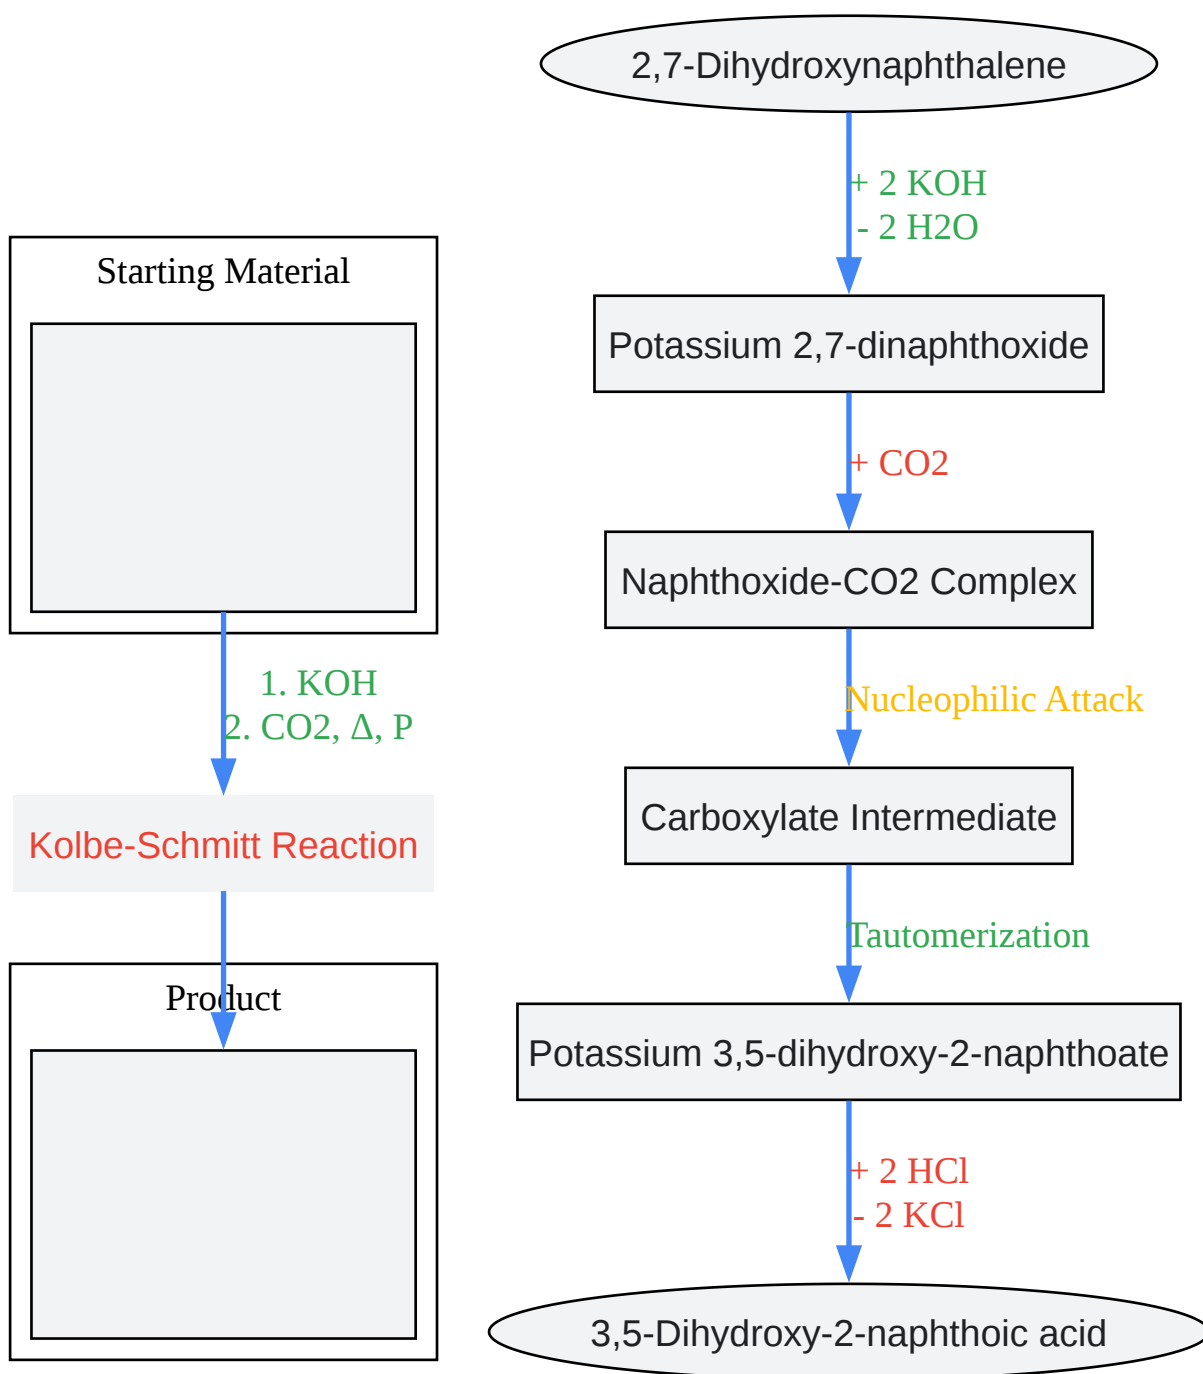 Starting Material
1. KOH
2. CO2, Δ, P
Kolbe-Schmitt Reaction
Product
2,7-Dihydroxynaphthalene
+ 2 KOH
- 2 H2O
Potassium 2,7-dinaphthoxide
+ CO2
Naphthoxide-CO2 Complex
Nucleophilic Attack
Carboxylate Intermediate
Tautomerization
Potassium 3,5-dihydroxy-2-naphthoate
+ 2 HCl
- 2 KCl
3,5-Dihydroxy-2-naphthoic acid